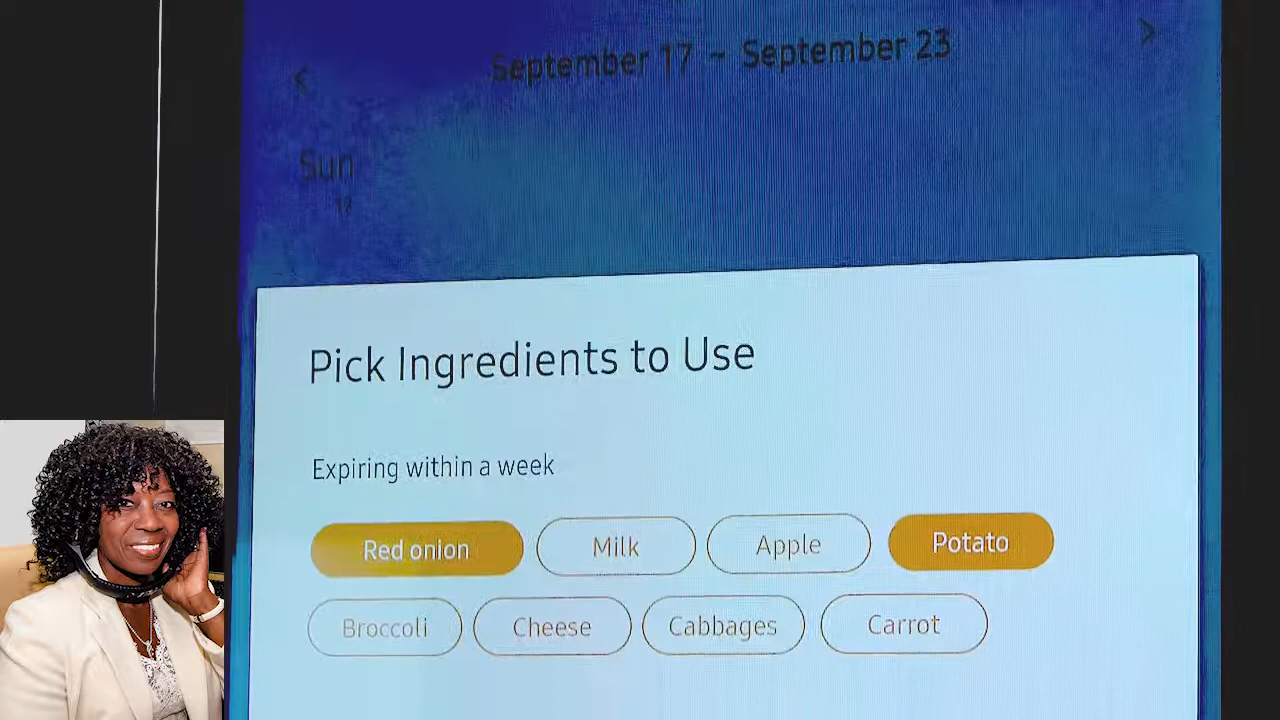 September 17 ~ September 23
Sun
Pick Ingredients to Use
Expiring within a week
Red onion Milk Apple Potato
Broccoli Cheese Cabbages Carrot